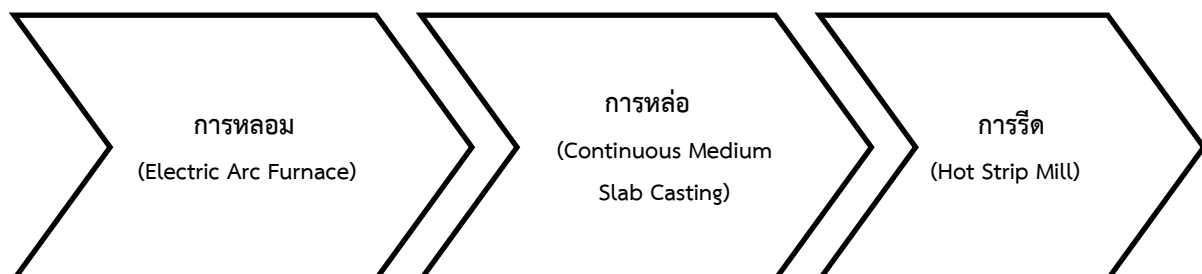 การหลอม
(Electric Arc Furnace)
การหล่อ
(Continuous Medium
Slab Casting)
การรีด
(Hot Strip Mill)